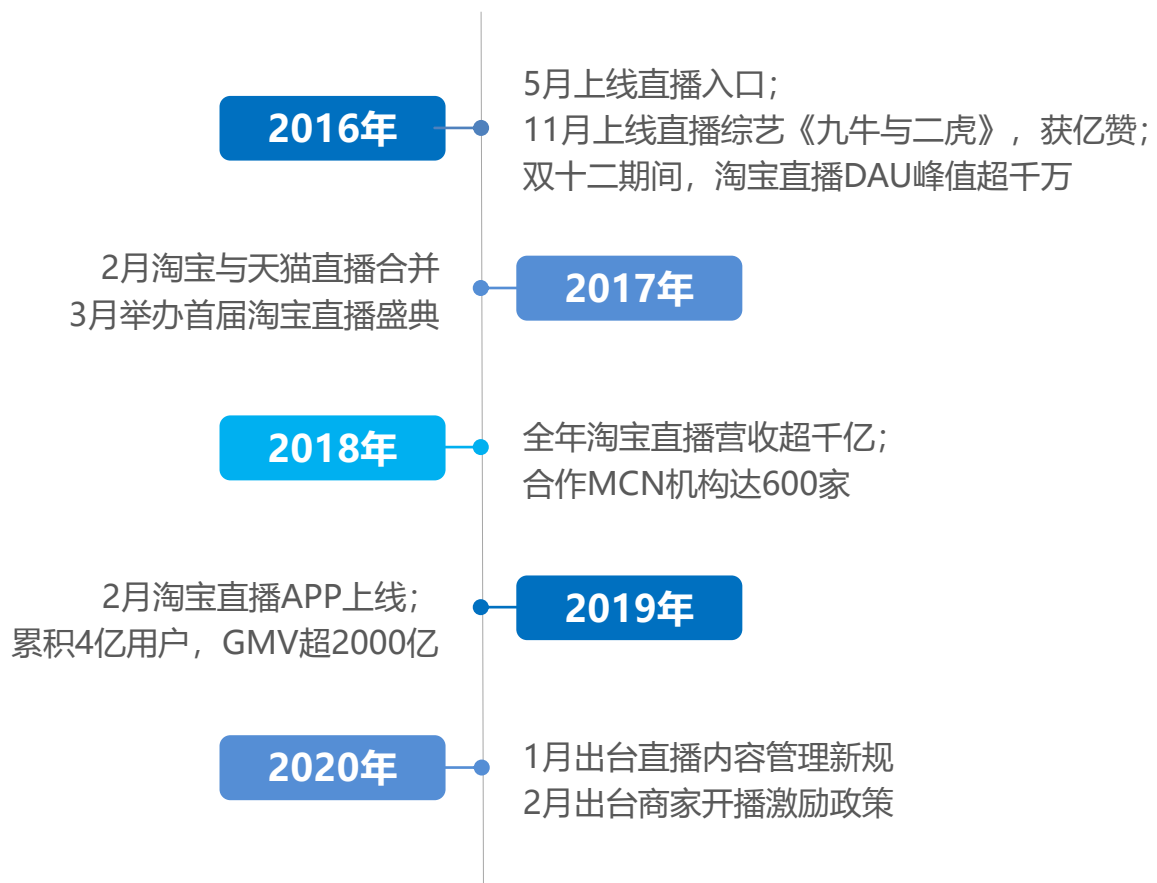 2016年
5月上线直播入口；
11月上线直播综艺《九牛与二虎》，获亿赞；
双十二期间，淘宝直播DAU峰值超千万
2月淘宝与天猫直播合并
3月举办首届淘宝直播盛典
2017年
2018年
全年淘宝直播营收超千亿；
合作MCN机构达600家
2月淘宝直播APP上线；
累积4亿用户，GMV超2000亿
2019年
2020年
1月出台直播内容管理新规
2月出台商家开播激励政策